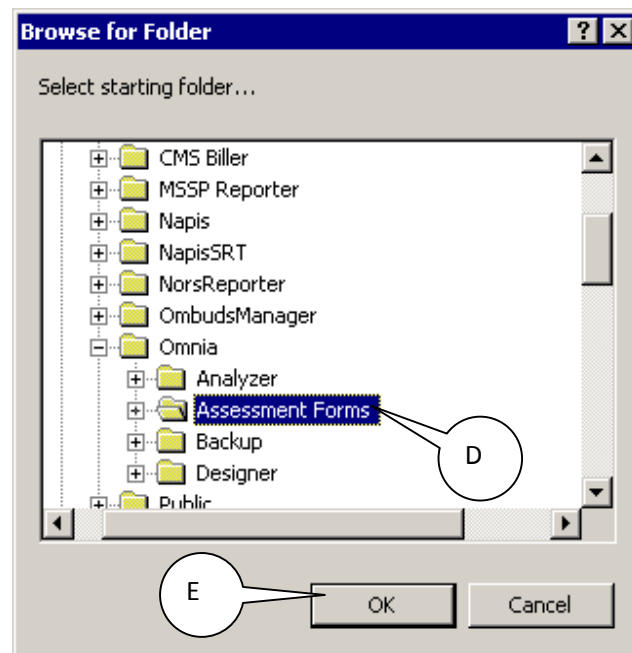 Browse for Folder
Select starting folder...
CMS Biller
MSSP Reporter
Napis
NapisSRT
NorsReporter
OmbudsManager
Omnia
Analyzer
Assessment Forms
D
Backup
Designer
Public
E
OK
Cancel